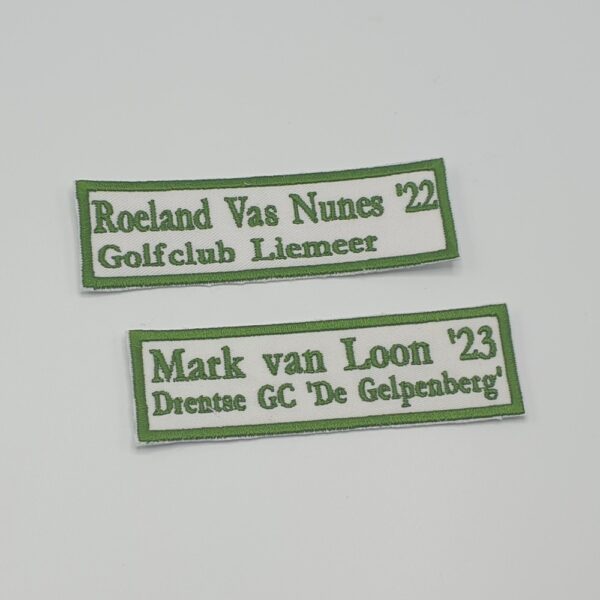 Roeland Vas Nunes '22
Golfclub Liemeer
Mark van Loon '23
Drentse GC 'De Gelpenberg'